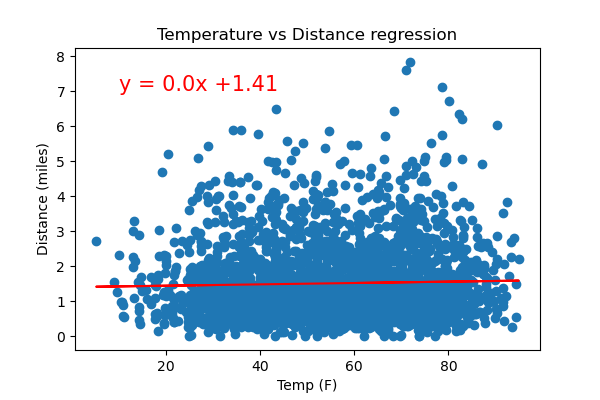 Temperature vs Distance regression
y = 0.0x +1.41
8
7
6
5
4
3
2
1
0
Distance (miles)
20 40 60 80
Temp (F)